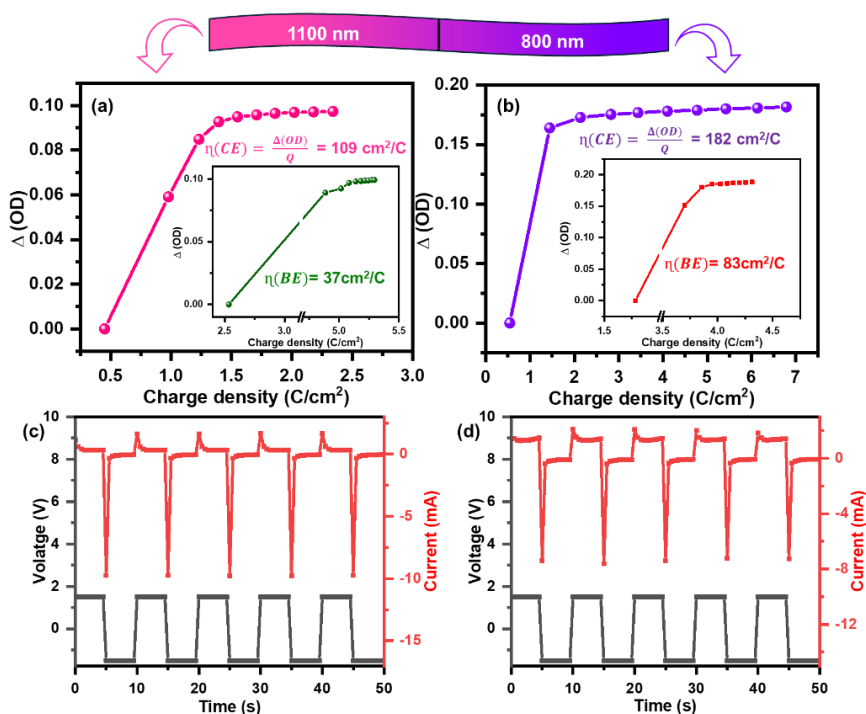 1100 nm
800 nm
(a)
η(CE) = Δ(OD)/Q = 109 cm²/C
η(BE)= 37cm²/C
Δ (OD)
0.10
0.05
0.00
2.5 3.0 5.0 5.5
Charge density (C/cm²)
Δ (OD)
0.10
0.08
0.06
0.04
0.02
0.00
0.5 1.0 1.5 2.0 2.5 3.0
Charge density (C/cm²)
(b)
η(CE) = Δ(OD)/Q = 182 cm²/C
η(BE)= 83cm²/C
Δ (OD)
0.20
0.15
0.10
0.05
0.00
1.5 3.5 4.0 4.5
Charge density (C/cm²)
Δ (OD)
0.20
0.15
0.10
0.05
0.00
0 1 2 3 4 5 6 7
Charge density (C/cm²)
(c)
Volatge (V)
10
8
6
4
2
0
0
-5
-10
-15
Current (mA)
0 10 20 30 40 50
Time (s)
(d)
Voltage (V)
10
8
6
4
2
0
2
0
-2
-4
-6
-8
-10
-12
-14
Current (mA)
0 10 20 30 40 50
Time (s)